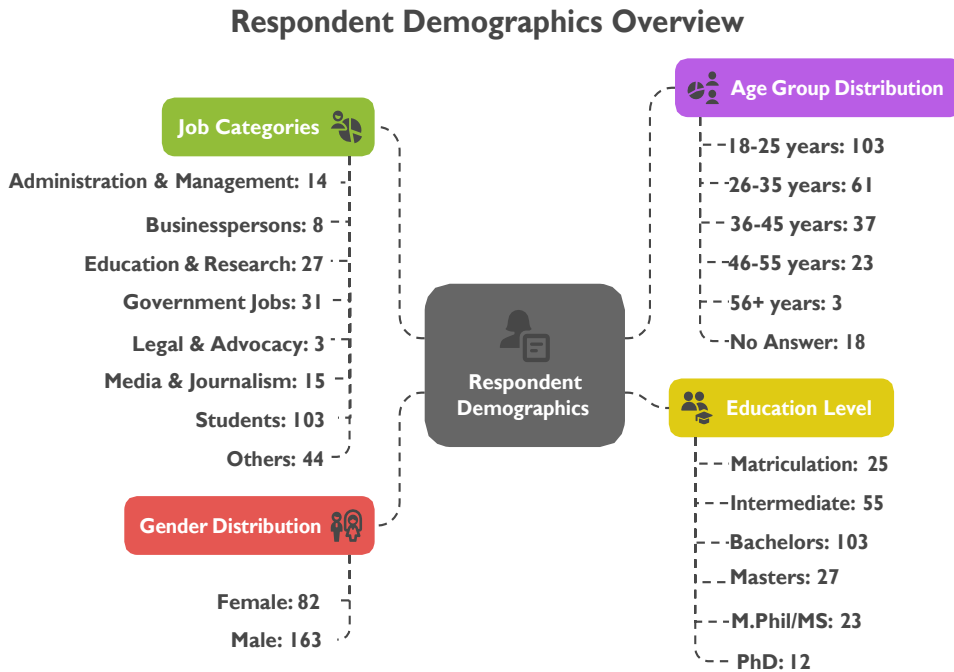 Respondent Demographics Overview
Job Categories
Administration & Management: 14
Businesspersons: 8
Education & Research: 27
Government Jobs: 31
Legal & Advocacy: 3
Media & Journalism: 15
Students: 103
Others: 44
Gender Distribution
Female: 82
Male: 163
Respondent
Demographics
Age Group Distribution
18-25 years: 103
26-35 years: 61
36-45 years: 37
46-55 years: 23
56+ years: 3
No Answer: 18
Education Level
Matriculation: 25
Intermediate: 55
Bachelors: 103
Masters: 27
M.Phil/MS: 23
PhD: 12